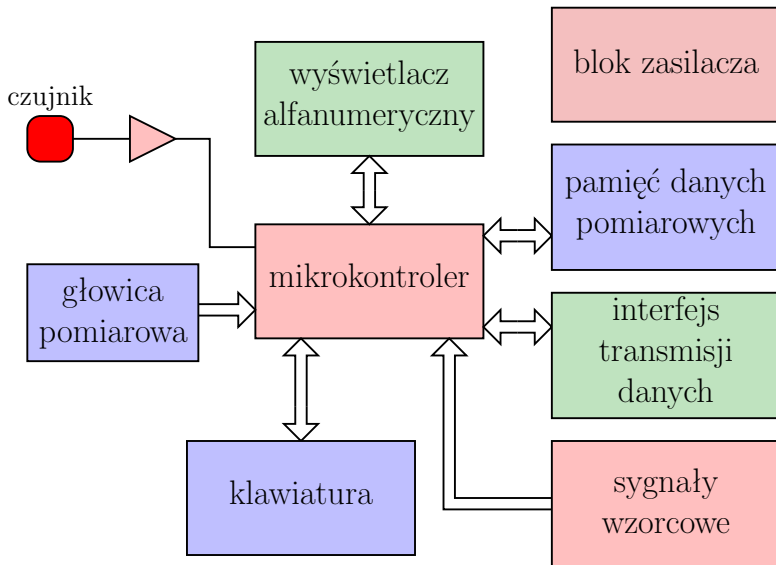 czujnik
wyświetlacz
alfanumeryczny
blok zasilacza
pamięć danych
pomiarowych
mikrokontroler
głowica
pomiarowa
interfejs
transmisji
danych
klawiatura
sygnały
wzorcowe